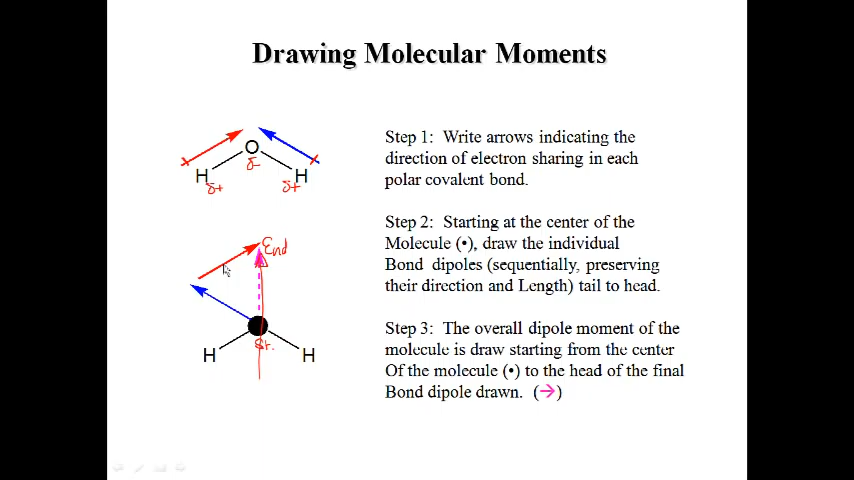 Drawing Molecular Moments
O
δ-
H
H
δ+
δ+
Step 1: Write arrows indicating the
direction of electron sharing in each
polar covalent bond.
Step 2: Starting at the center of the
Molecule (•), draw the individual
Bond dipoles (sequentially, preserving
their direction and Length) tail to head.
Step 3: The overall dipole moment of the
molecule is draw starting from the center
Of the molecule (•) to the head of the final
Bond dipole drawn. (→)
End
St.
H
H